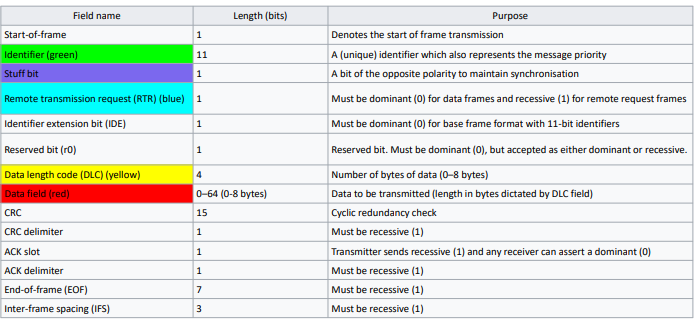 Field name Length (bits) Purpose
Start-of-frame 1 Denotes the start of frame transmission
Identifier (green) 11 A (unique) identifier which also represents the message priority
Stuff bit 1 A bit of the opposite polarity to maintain synchronisation
Remote transmission request (RTR) (blue) 1 Must be dominant (0) for data frames and recessive (1) for remote request frames
Identifier extension bit (IDE) 1 Must be dominant (0) for base frame format with 11-bit identifiers
Reserved bit (r0) 1 Reserved bit. Must be dominant (0), but accepted as either dominant or recessive.
Data length code (DLC) (yellow) 4 Number of bytes of data (0–8 bytes)
Data field (red) 0–64 (0-8 bytes) Data to be transmitted (length in bytes dictated by DLC field)
CRC 15 Cyclic redundancy check
CRC delimiter 1 Must be recessive (1)
ACK slot 1 Transmitter sends recessive (1) and any receiver can assert a dominant (0)
ACK delimiter 1 Must be recessive (1)
End-of-frame (EOF) 7 Must be recessive (1)
Inter-frame spacing (IFS) 3 Must be recessive (1)